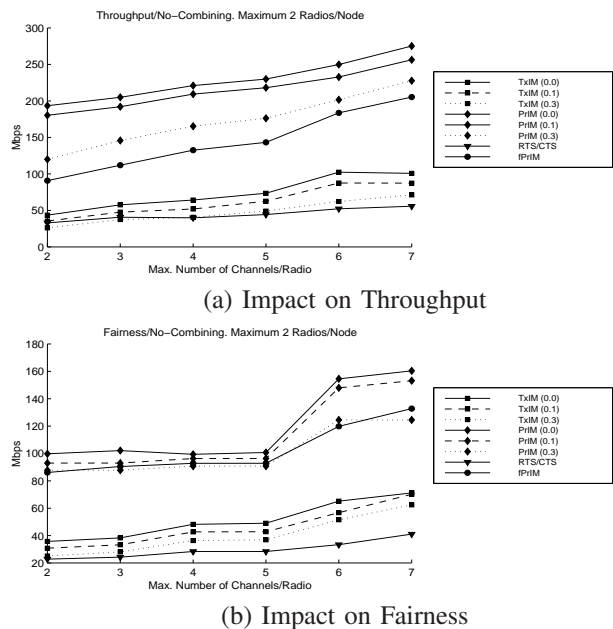 Throughput/No−Combining. Maximum 2 Radios/Node
300
250
200
150
100
50
0
Mbps
2 3 4 5 6 7
Max. Number of Channels/Radio
TxIM (0.0)
TxIM (0.1)
TxIM (0.3)
PrIM (0.0)
PrIM (0.1)
PrIM (0.3)
RTS/CTS
fPrIM
(a) Impact on Throughput
Fairness/No−Combining. Maximum 2 Radios/Node
180
160
140
120
100
80
60
40
20
Mbps
2 3 4 5 6 7
Max. Number of Channels/Radio
TxIM (0.0)
TxIM (0.1)
TxIM (0.3)
PrIM (0.0)
PrIM (0.1)
PrIM (0.3)
RTS/CTS
fPrIM
(b) Impact on Fairness